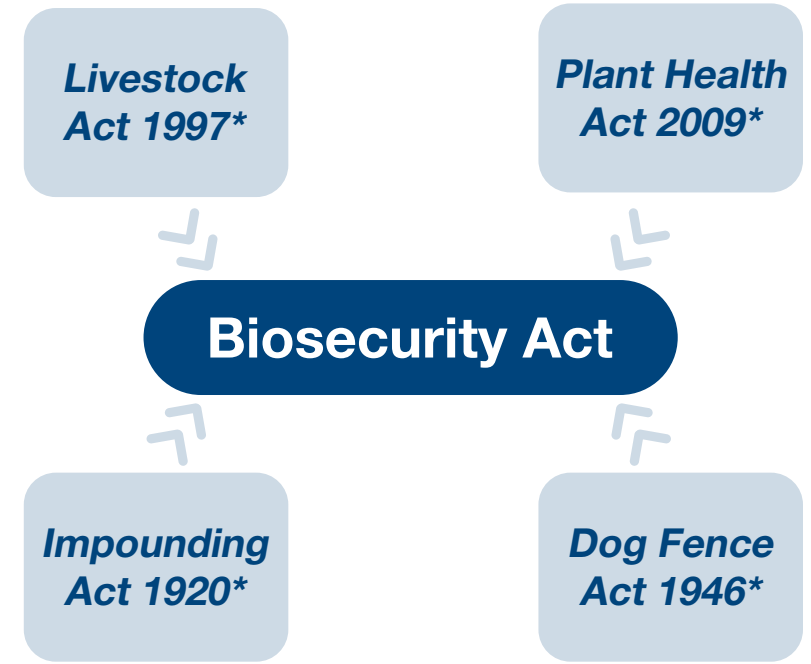 Livestock
Act 1997*
Plant Health
Act 2009*
Biosecurity Act
Impounding
Act 1920*
Dog Fence
Act 1946*